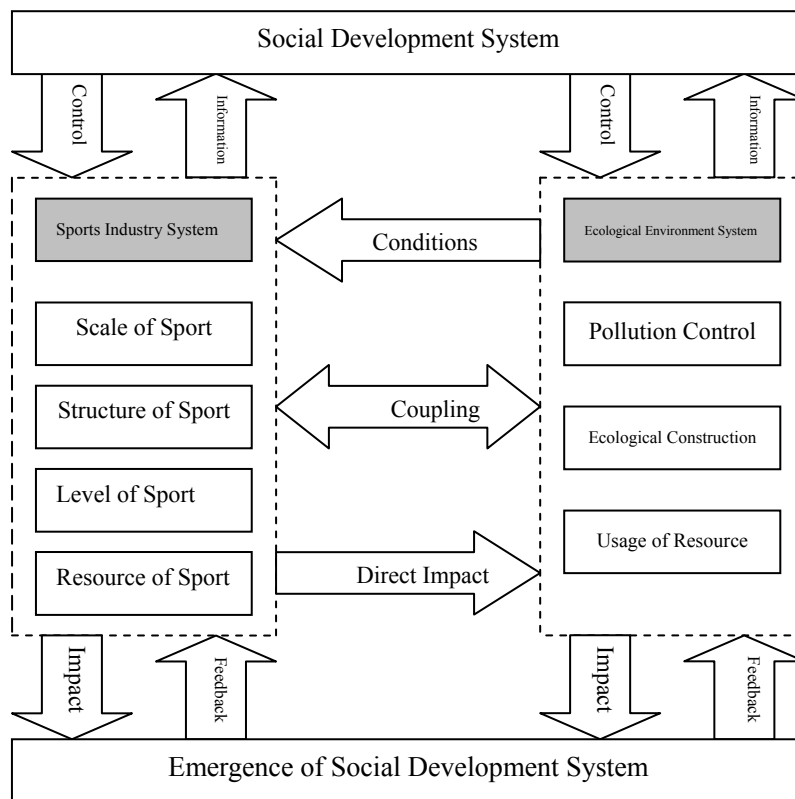 Social Development System
Control
Information
Control
Information
Sports Industry System
Ecological Environment System
Conditions
Scale of Sport
Pollution Control
Structure of Sport
Coupling
Ecological Construction
Level of Sport
Usage of Resource
Resource of Sport
Direct Impact
Impact
Feedback
Impact
Feedback
Emergence of Social Development System